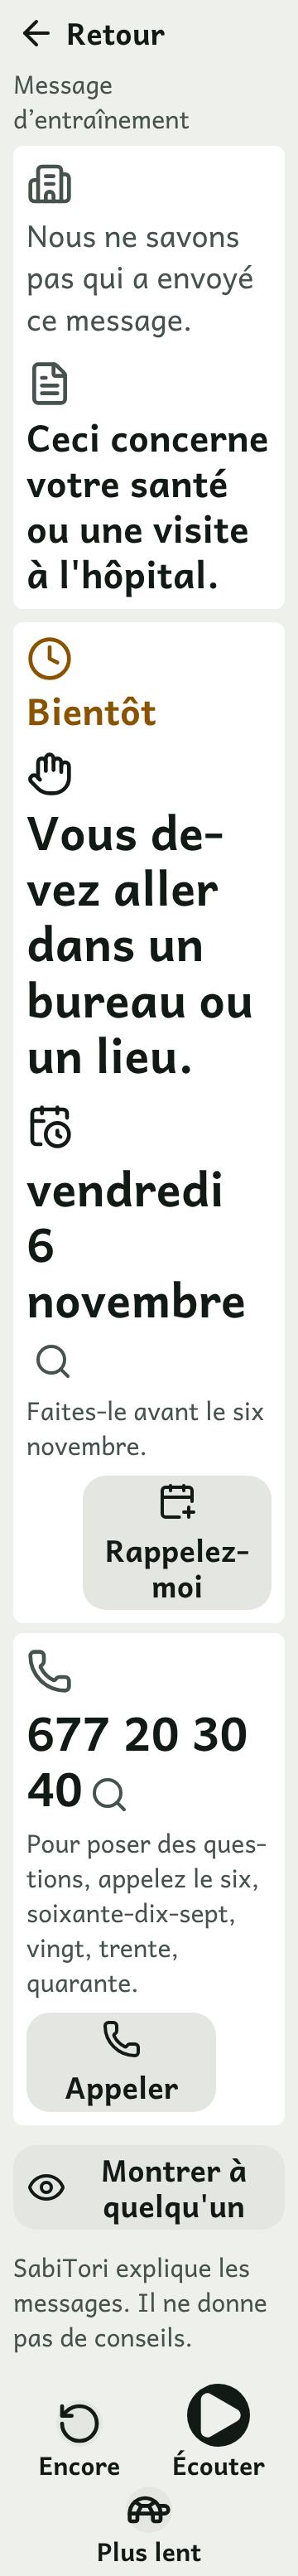 Retour
Message
d’entraînement
Nous ne savons
pas qui a envoyé
ce message.
Ceci concerne
votre santé
ou une visite
à l'hôpital.
Bientôt
Vous de-
vez aller
dans un
bureau ou
un lieu.
vendredi
6
novembre
Faites-le avant le six
novembre.
Rappelez-
moi
677 20 30
40
Pour poser des ques-
tions, appelez le six,
soixante-dix-sept,
vingt, trente,
quarante.
Appeler
Montrer à
quelqu'un
SabiTori explique les
messages. Il ne donne
pas de conseils.
Encore
Écouter
Plus lent